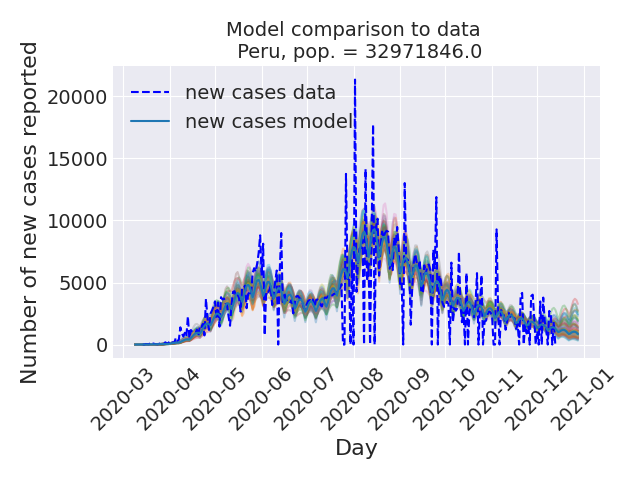 Model comparison to data
Peru, pop. = 32971846.0
Number of new cases reported
20000
15000
10000
5000
0
new cases data
new cases model
2020-03
2020-04
2020-05
2020-06
2020-07
2020-08
2020-09
2020-10
2020-11
2020-12
2021-01
Day